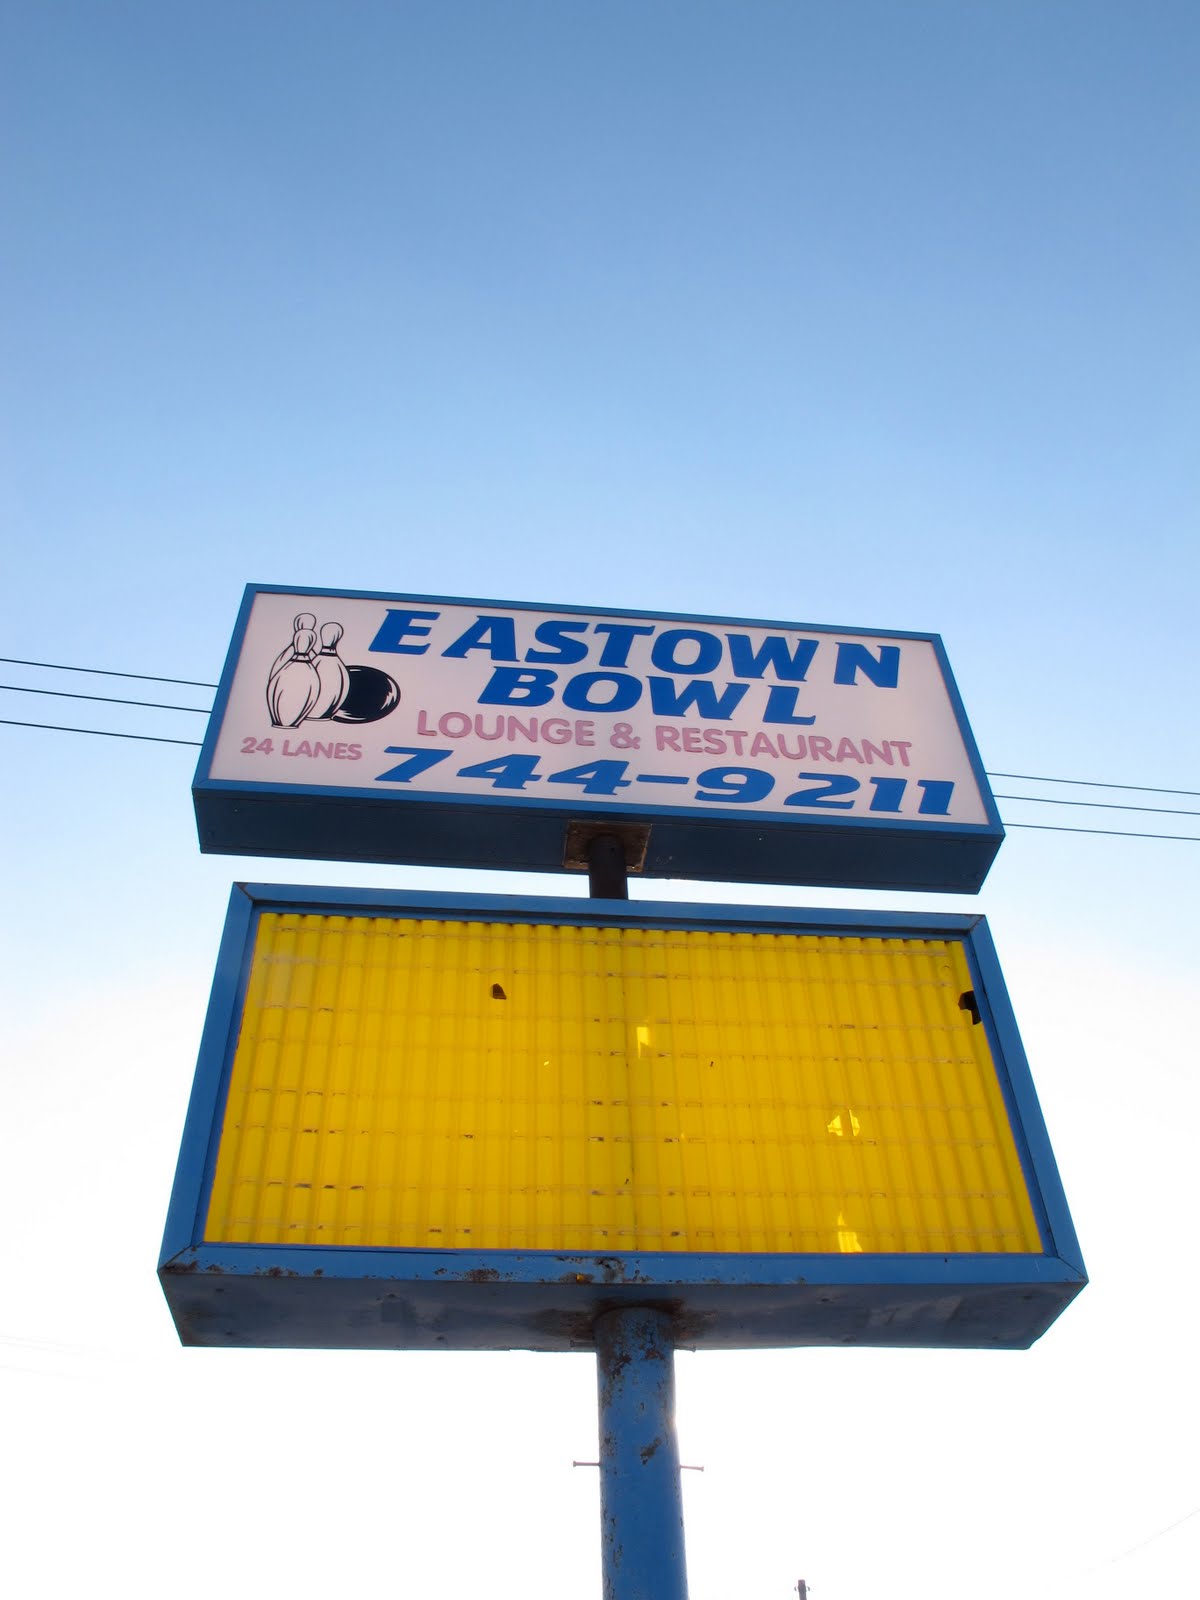 EASTOWN
BOWL
LOUNGE & RESTAURANT
24 LANES
744-9211